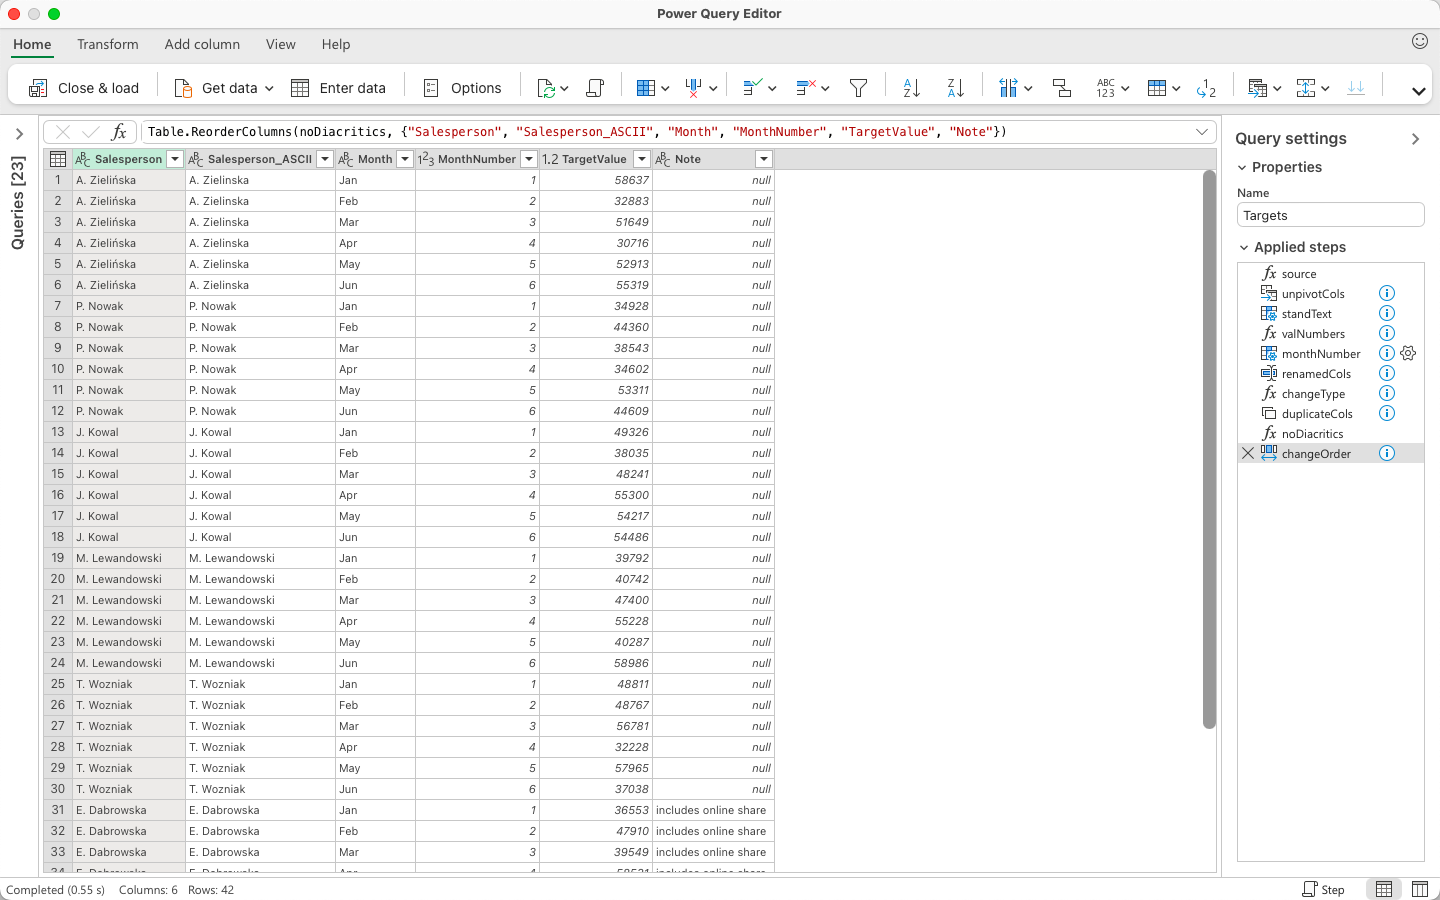 Power Query Editor
Home Transform Add column View Help
Close & load Get data Enter data Options
ABC
123
Table.ReorderColumns(noDiacritics, {"Salesperson", "Salesperson_ASCII", "Month", "MonthNumber", "TargetValue", "Note"})
Queries [23]
Salesperson Salesperson_ASCII Month MonthNumber TargetValue Note
1 A. Zielińska A. Zielinska Jan 1 58637 null
2 A. Zielińska A. Zielinska Feb 2 32883 null
3 A. Zielińska A. Zielinska Mar 3 51649 null
4 A. Zielińska A. Zielinska Apr 4 30716 null
5 A. Zielińska A. Zielinska May 5 52913 null
6 A. Zielińska A. Zielinska Jun 6 55319 null
7 P. Nowak P. Nowak Jan 1 34928 null
8 P. Nowak P. Nowak Feb 2 44360 null
9 P. Nowak P. Nowak Mar 3 38543 null
10 P. Nowak P. Nowak Apr 4 34602 null
11 P. Nowak P. Nowak May 5 53311 null
12 P. Nowak P. Nowak Jun 6 44609 null
13 J. Kowal J. Kowal Jan 1 49326 null
14 J. Kowal J. Kowal Feb 2 38035 null
15 J. Kowal J. Kowal Mar 3 48241 null
16 J. Kowal J. Kowal Apr 4 55300 null
17 J. Kowal J. Kowal May 5 54217 null
18 J. Kowal J. Kowal Jun 6 54486 null
19 M. Lewandowski M. Lewandowski Jan 1 39792 null
20 M. Lewandowski M. Lewandowski Feb 2 40742 null
21 M. Lewandowski M. Lewandowski Mar 3 47400 null
22 M. Lewandowski M. Lewandowski Apr 4 55228 null
23 M. Lewandowski M. Lewandowski May 5 40287 null
24 M. Lewandowski M. Lewandowski Jun 6 58986 null
25 T. Wozniak T. Wozniak Jan 1 48811 null
26 T. Wozniak T. Wozniak Feb 2 48767 null
27 T. Wozniak T. Wozniak Mar 3 56781 null
28 T. Wozniak T. Wozniak Apr 4 32228 null
29 T. Wozniak T. Wozniak May 5 57965 null
30 T. Wozniak T. Wozniak Jun 6 37038 null
31 E. Dabrowska E. Dabrowska Jan 1 36553 includes online share
32 E. Dabrowska E. Dabrowska Feb 2 47910 includes online share
33 E. Dabrowska E. Dabrowska Mar 3 39549 includes online share
Query settings
Properties
Name
Targets
Applied steps
source
unpivotCols
standText
valNumbers
monthNumber
renamedCols
changeType
duplicateCols
noDiacritics
changeOrder
Completed (0.55 s) Columns: 6 Rows: 42
Step